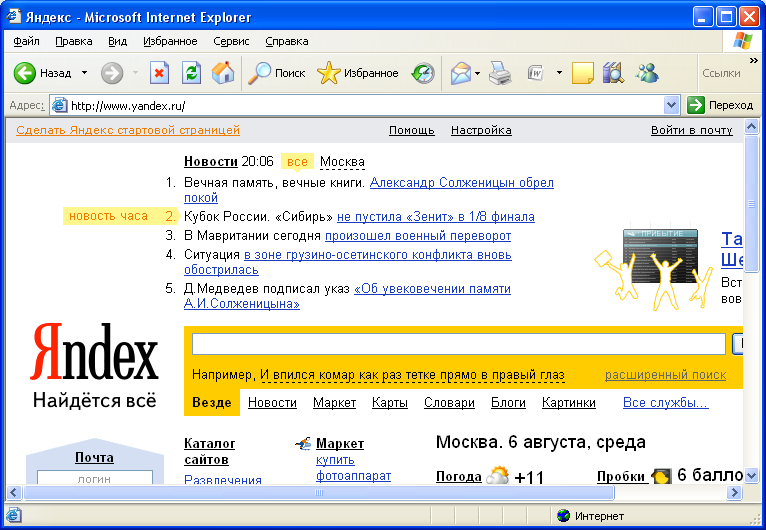 Яндекс - Microsoft Internet Explorer
Файл Правка Вид Избранное Сервис Справка
Назад Поиск Избранное Ссылки »
Адрес: http://www.yandex.ru/ Переход
Сделать Яндекс стартовой страницей Помощь Настройка Войти в почту
Новости 20:06 все Москва
1. Вечная память, вечные книги. Александр Солженицын обрел
покой
новость часа 2. Кубок России. «Сибирь» не пустила «Зенит» в 1/8 финала
3. В Мавритании сегодня произошел военный переворот
4. Ситуация в зоне грузино-осетинского конфликта вновь
обострилась
5. Д.Медведев подписал указ «Об увековечении памяти
А.И.Солженицына»
ПРИБЫТИЕ
Та
Ше
Вст
вов
Яndex
Найдётся всё
Например, И впился комар как раз тетке прямо в правый глаз расширенный поиск
Везде Новости Маркет Карты Словари Блоги Картинки Все службы...
Почта
логин
Каталог
сайтов
Развлечения
Маркет
купить
фотоаппарат
Москва. 6 августа, среда
Погода +11 Пробки 6 балло
Интернет